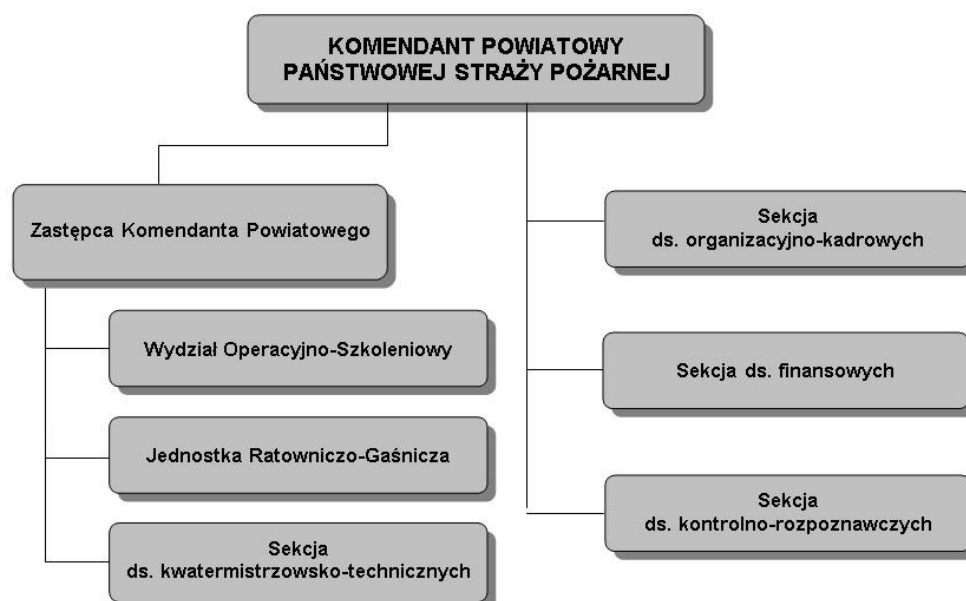 KOMENDANT POWIATOWY
PAŃSTWOWEJ STRAŻY POŻARNEJ
Zastępca Komendanta Powiatowego
Wydział Operacyjno-Szkoleniowy
Jednostka Ratowniczo-Gaśnicza
Sekcja
ds. kwatermistrzowsko-technicznych
Sekcja
ds. organizacyjno-kadrowych
Sekcja ds. finansowych
Sekcja
ds. kontrolno-rozpoznawczych